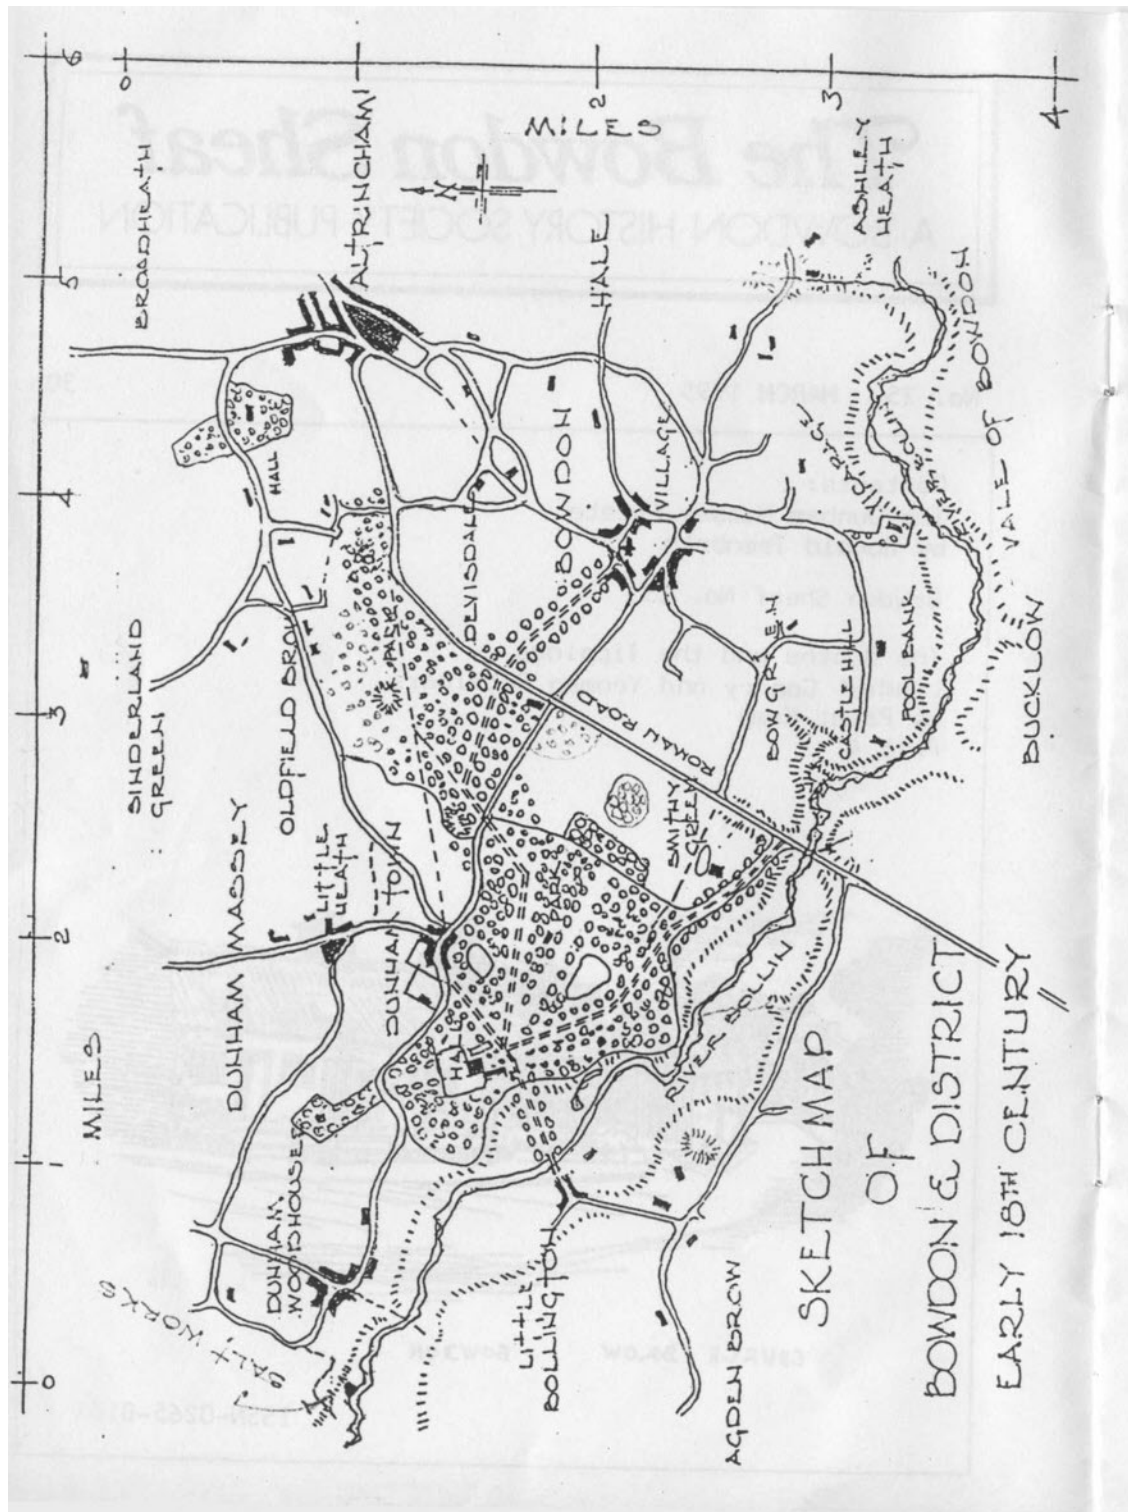 SKETCH MAP
OF
BOWDON & DISTRICT
EARLY 18TH CENTURY
MILES
0
1
2
3
4
5
6
MILES
0
2
3
4
N
SALT WORKS
DUNHAM
WOODHOUSES
DUNHAM MASSEY
SINDERLAND
GREEN
BROADHEATH
LITTLE
HEATH
OLDFIELD BROW
HALL
ALTRINCHAM
DUNHAM TOWN
PARK
DEVISDALE
HALL
PARK
BOWDON
HALE
LITTLE
BOLLINGTON
SMITHY
GREEN
ROMAN ROAD
VILLAGE
AGDEN BROW
RIVER BOLLIN
BOW GREEN
CASTLE HILL
POLBANK
VICARAGE
RIVER BOLLIN
ASHLEY
HEATH
VALE OF BOWDON
BUCKLOW
The Bowdon Sheaf
A BOWDON HISTORY SOCIETY PUBLICATION